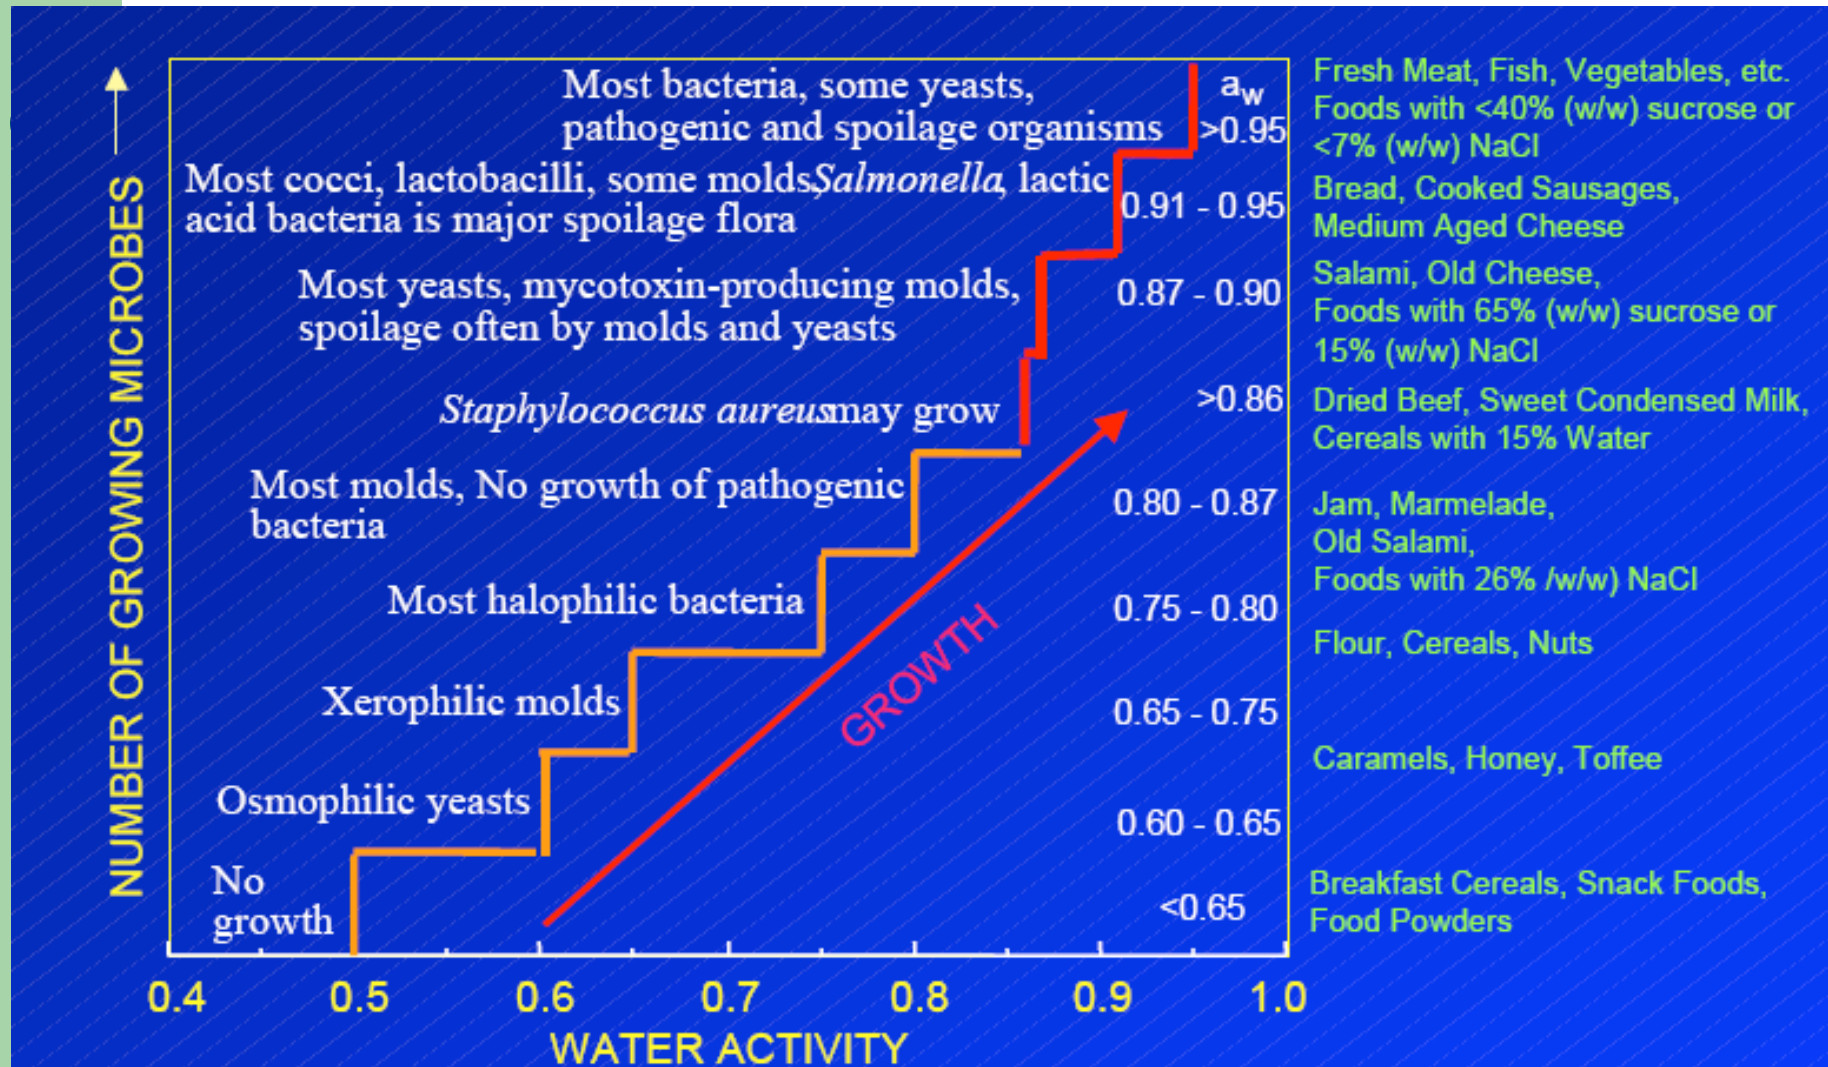 Most bacteria, some yeasts,
pathogenic and spoilage organisms
a_w
>0.95
Fresh Meat, Fish, Vegetables, etc.
Foods with <40% (w/w) sucrose or
<7% (w/w) NaCl
Most cocci, lactobacilli, some molds, Salmonella, lactic
acid bacteria is major spoilage flora
0.91 - 0.95
Bread, Cooked Sausages,
Medium Aged Cheese
Most yeasts, mycotoxin-producing molds,
spoilage often by molds and yeasts
0.87 - 0.90
Salami, Old Cheese,
Foods with 65% (w/w) sucrose or
15% (w/w) NaCl
Staphylococcus aureus may grow
>0.86
Dried Beef, Sweet Condensed Milk,
Cereals with 15% Water
Most molds, No growth of pathogenic
bacteria
0.80 - 0.87
Jam, Marmelade,
Old Salami,
Foods with 26% /w/w) NaCl
Most halophilic bacteria
0.75 - 0.80
Flour, Cereals, Nuts
Xerophilic molds
0.65 - 0.75
Caramels, Honey, Toffee
Osmophilic yeasts
0.60 - 0.65
No
growth
<0.65
Breakfast Cereals, Snack Foods,
Food Powders
GROWTH
NUMBER OF GROWING MICROBES
0.4 0.5 0.6 0.7 0.8 0.9 1.0
WATER ACTIVITY